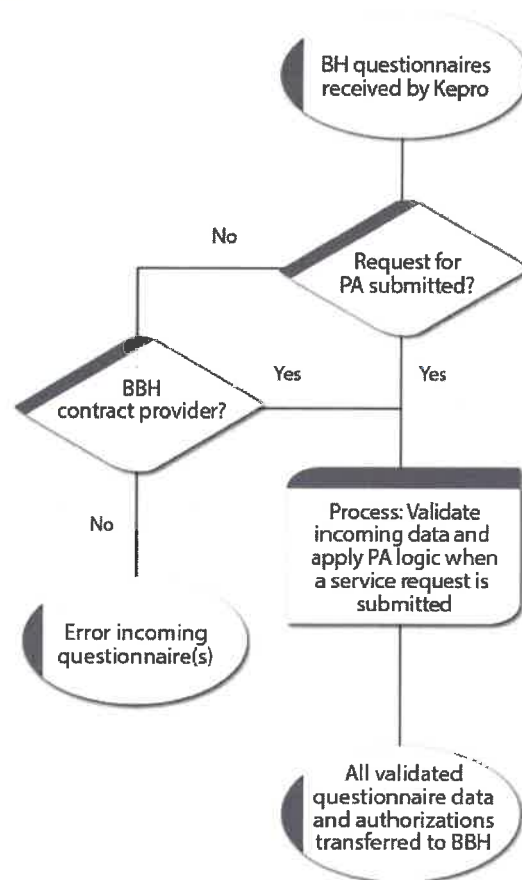 BH questionnaires
received by Kepro
No
Request for
PA submitted?
BBH
contract provider?
Yes
Yes
No
Process: Validate
incoming data and
apply PA logic when
a service request is
submitted
Error incoming
questionnaire(s)
All validated
questionnaire data
and authorizations
transferred to BBH